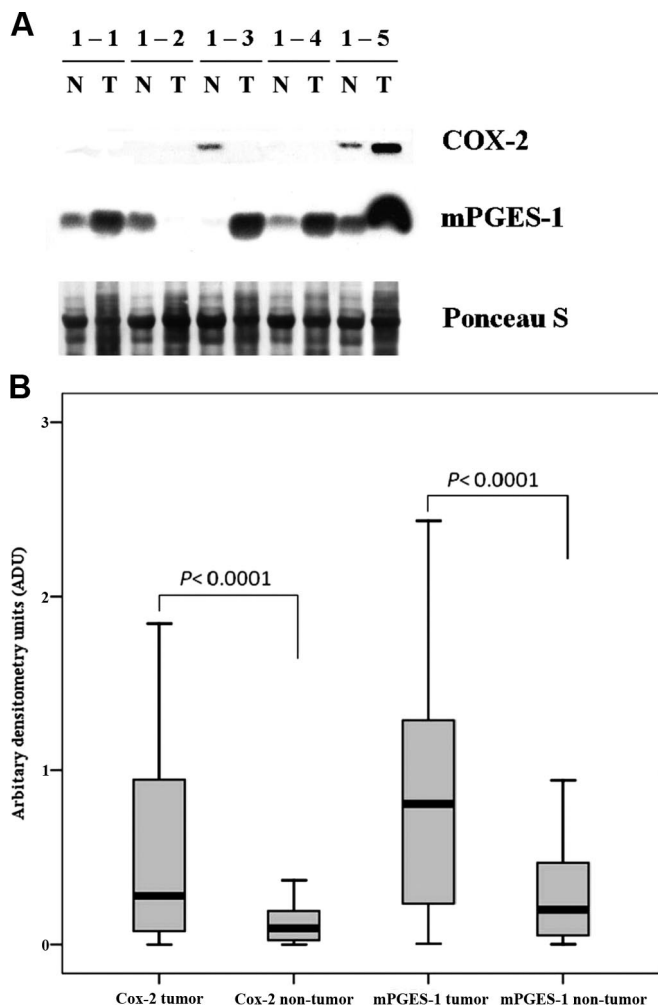 A
1 – 1 1 – 2 1 – 3 1 – 4 1 – 5
N T N T N T N T N T
COX-2
mPGES-1
Ponceau S
B
Arbitary densitometry units (ADU)
3
2
1
0
P< 0.0001
P< 0.0001
Cox-2 tumor Cox-2 non-tumor mPGES-1 tumor mPGES-1 non-tumor